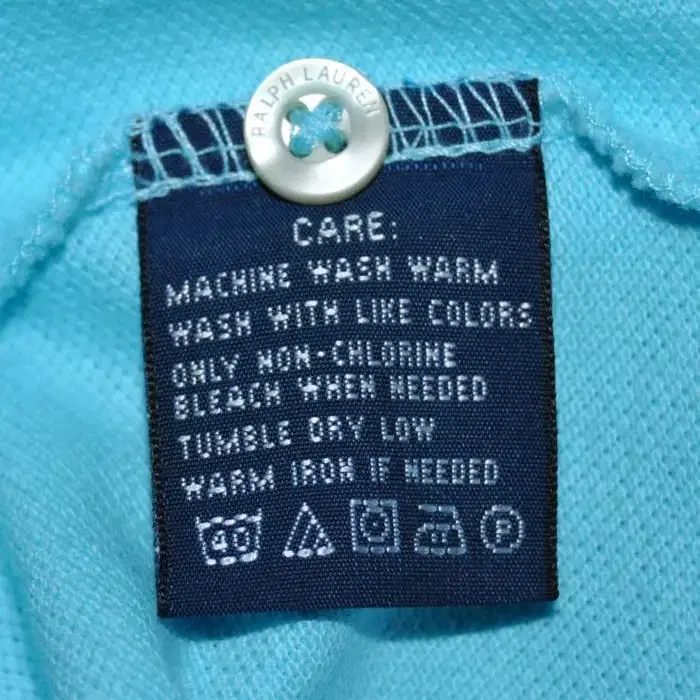 RALPH LAUREN
CARE:
MACHINE WASH WARM
WASH WITH LIKE COLORS
ONLY NON-CHLORINE
BLEACH WHEN NEEDED
TUMBLE DRY LOW
WARM IRON IF NEEDED
40 P